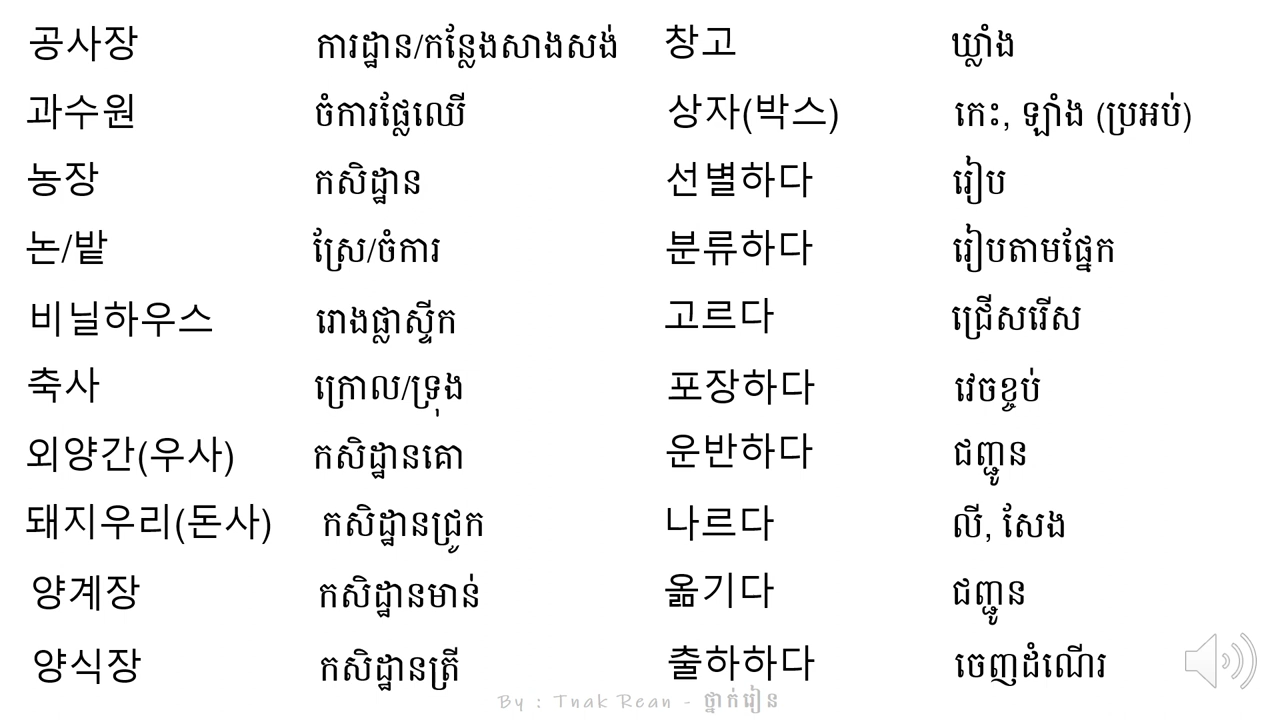 공사장 ការដ្ឋាន/កន្លែងសាងសង់ 창고 ឃ្លាំង
과수원 ចំការផ្លែឈើ 상자(박스) កេះ, ឡាំង (ប្រអប់)
농장 កសិដ្ឋាន 선별하다 រៀប
논/밭 ស្រែ/ចំការ 분류하다 រៀបតាមផ្នែក
비닐하우스 រោងផ្លាស្ទីក 고르다 ជ្រើសរើស
축사 ក្រោល/ទ្រុង 포장하다 វេចខ្ចប់
외양간(우사) កសិដ្ឋានគោ 운반하다 ជញ្ជូន
돼지우리(돈사) កសិដ្ឋានជ្រូក 나르다 លី, សែង
양계장 កសិដ្ឋានមាន់ 옮기다 ជញ្ជូន
양식장 កសិដ្ឋានត្រី 출하하다 ចេញដំណើរ
By : Tnak Rean - ថ្នាក់រៀន